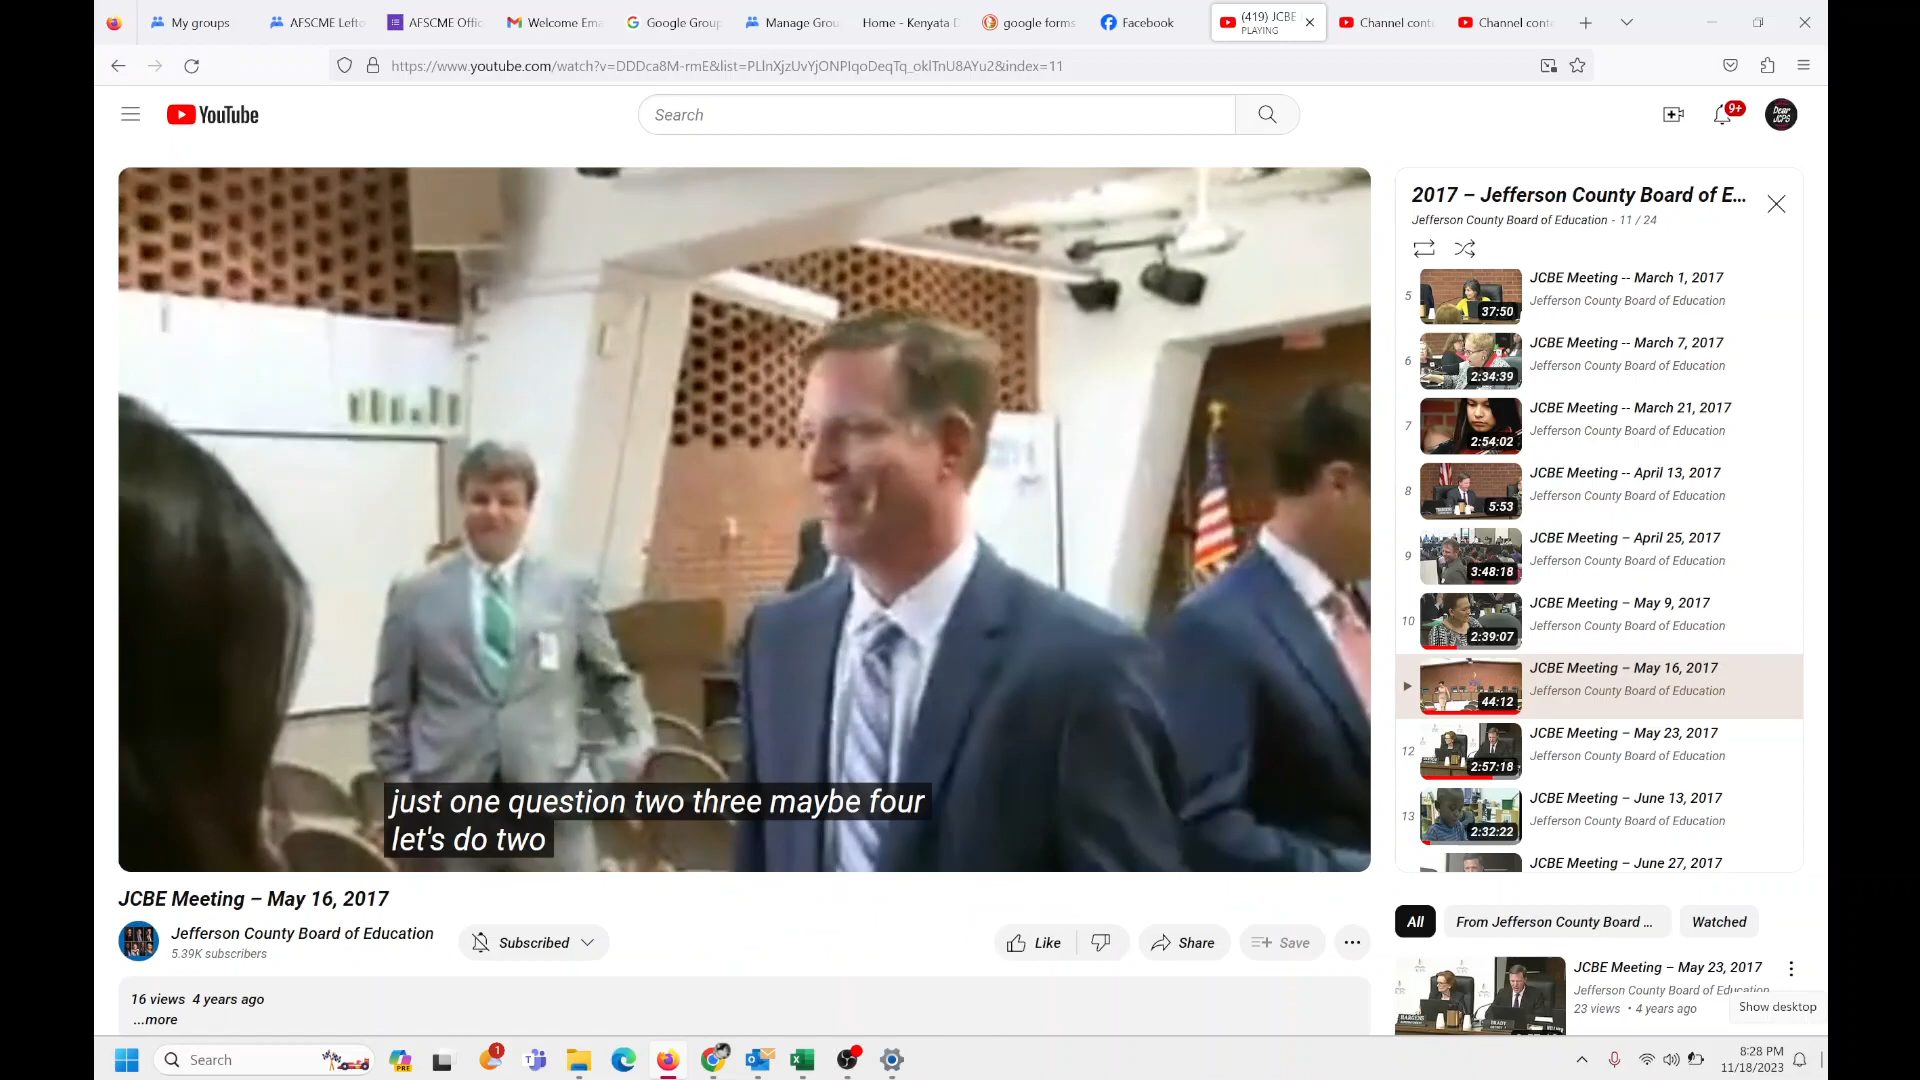 My groups
AFSCME Lefto
AFSCME Offic
Welcome Ema
Google Group
Manage Grou
Home - Kenyata D
google forms
Facebook
(419) JCBE
PLAYING
Channel conte
Channel conte
https://www.youtube.com/watch?v=DDDca8M-rmE&list=PLlnXjzUvYjONPIqoDeqTq_oklTnU8AYu2&index=11
YouTube
Search
9+
Dear JCPS
2017 – Jefferson County Board of E...
Jefferson County Board of Education - 11 / 24
5
37:50
JCBE Meeting -- March 1, 2017
Jefferson County Board of Education
6
2:34:39
JCBE Meeting -- March 7, 2017
Jefferson County Board of Education
7
2:54:02
JCBE Meeting -- March 21, 2017
Jefferson County Board of Education
8
5:53
JCBE Meeting -- April 13, 2017
Jefferson County Board of Education
9
3:48:18
JCBE Meeting – April 25, 2017
Jefferson County Board of Education
10
2:39:07
JCBE Meeting – May 9, 2017
Jefferson County Board of Education
44:12
JCBE Meeting – May 16, 2017
Jefferson County Board of Education
12
2:57:18
JCBE Meeting – May 23, 2017
Jefferson County Board of Education
13
2:32:22
JCBE Meeting – June 13, 2017
Jefferson County Board of Education
JCBE Meeting – June 27, 2017
just one question two three maybe four
let's do two
JCBE Meeting – May 16, 2017
Jefferson County Board of Education
5.39K subscribers
Subscribed
Like
Share
Save
16 views 4 years ago
...more
All
From Jefferson County Board ...
Watched
JCBE Meeting – May 23, 2017
Jefferson County Board of Education
23 views • 4 years ago
HARGENS
BRADY
Show desktop
Search
PRE
1
8:28 PM
11/18/2023